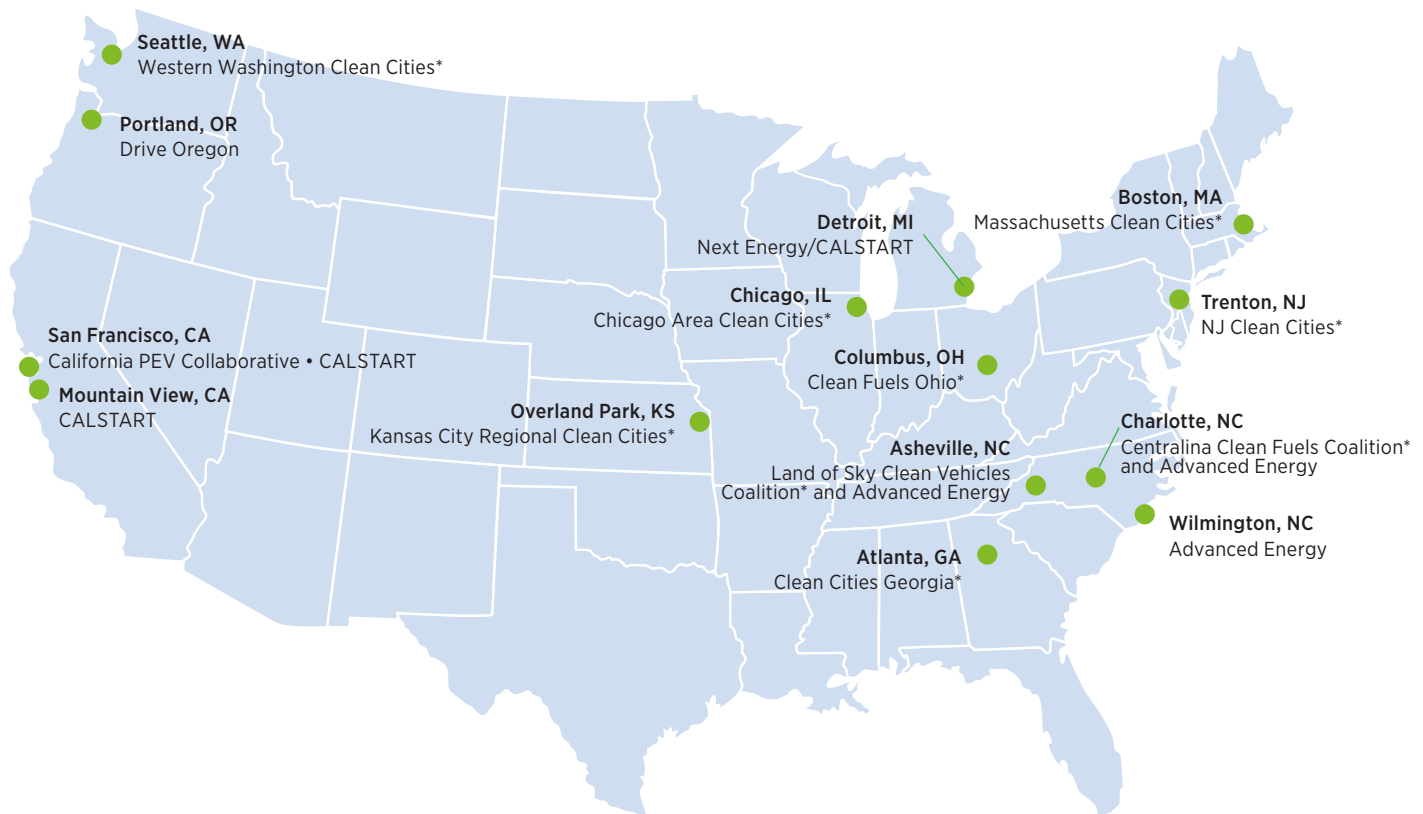 Seattle, WA
Western Washington Clean Cities*
Portland, OR
Drive Oregon
Boston, MA
Massachusetts Clean Cities*
Detroit, MI
Next Energy/CALSTART
Chicago, IL
Chicago Area Clean Cities*
Trenton, NJ
NJ Clean Cities*
San Francisco, CA
California PEV Collaborative • CALSTART
Mountain View, CA
CALSTART
Columbus, OH
Clean Fuels Ohio*
Overland Park, KS
Kansas City Regional Clean Cities*
Charlotte, NC
Centralina Clean Fuels Coalition*
and Advanced Energy
Asheville, NC
Land of Sky Clean Vehicles
Coalition* and Advanced Energy
Wilmington, NC
Advanced Energy
Atlanta, GA
Clean Cities Georgia*